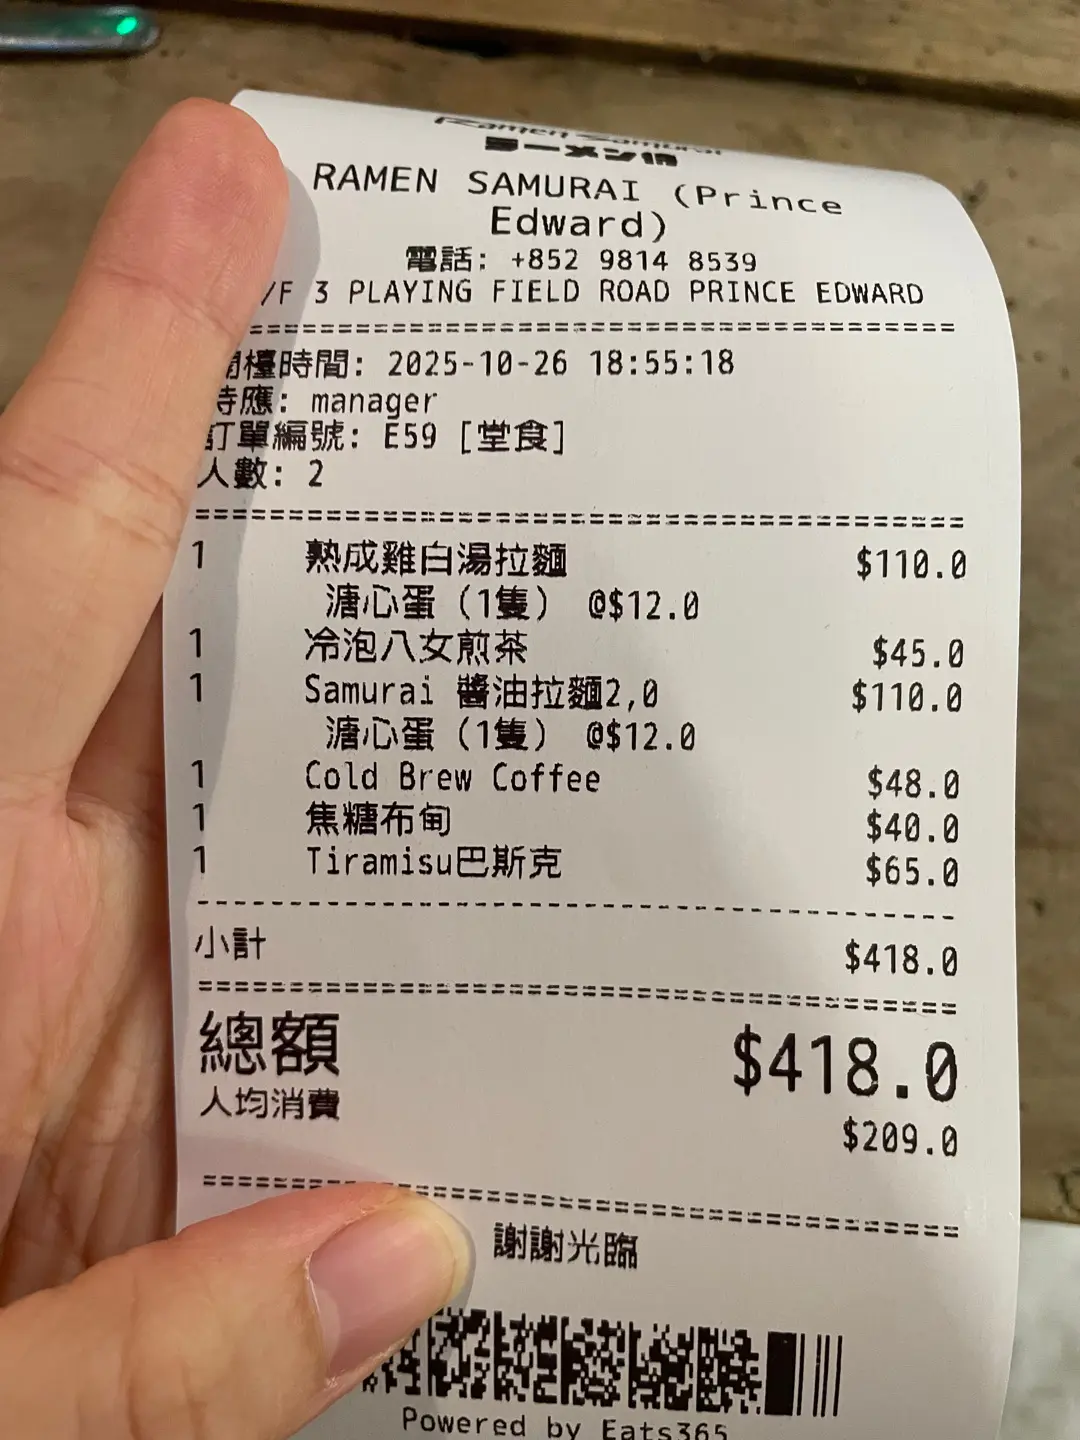 Ramen Samurai
ラーメン侍
RAMEN SAMURAI (Prince
Edward)
電話: +852 9814 8539
/F 3 PLAYING FIELD ROAD PRINCE EDWARD
開檯時間: 2025-10-26 18:55:18
侍應: manager
訂單編號: E59 [堂食]
人數: 2
1 熟成雞白湯拉麵 $110.0
溏心蛋 (1隻) @$12.0
1 冷泡八女煎茶 $45.0
1 Samurai 醬油拉麵2,0 $110.0
溏心蛋 (1隻) @$12.0
1 Cold Brew Coffee $48.0
1 焦糖布甸 $40.0
1 Tiramisu巴斯克 $65.0
小計 $418.0
總額 $418.0
人均消費 $209.0
謝謝光臨
Powered by Eats365